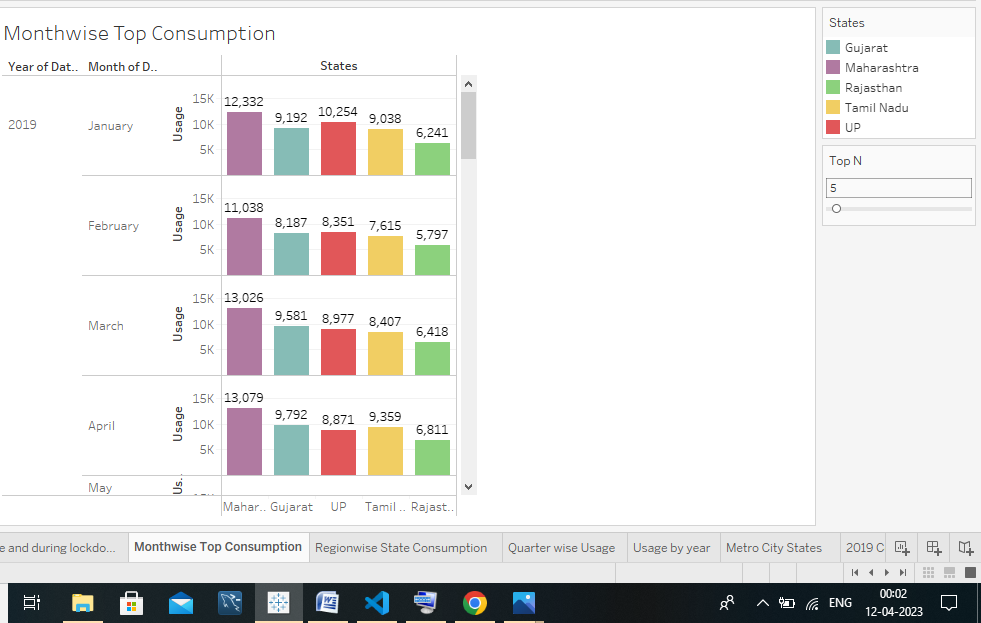 Monthwise Top Consumption
Year of Dat.. Month of D.. States
2019
January
Usage
15K
10K
5K
12,332 9,192 10,254 9,038 6,241
February
Usage
15K
10K
5K
11,038 8,187 8,351 7,615 5,797
March
Usage
15K
10K
5K
13,026 9,581 8,977 8,407 6,418
April
Usage
15K
10K
5K
13,079 9,792 8,871 9,359 6,811
May
Us..
Mahar.. Gujarat UP Tamil .. Rajast..
States
Gujarat
Maharashtra
Rajasthan
Tamil Nadu
UP
Top N
5
e and during lockdo... Monthwise Top Consumption Regionwise State Consumption Quarter wise Usage Usage by year Metro City States 2019 C
ENG
00:02
12-04-2023